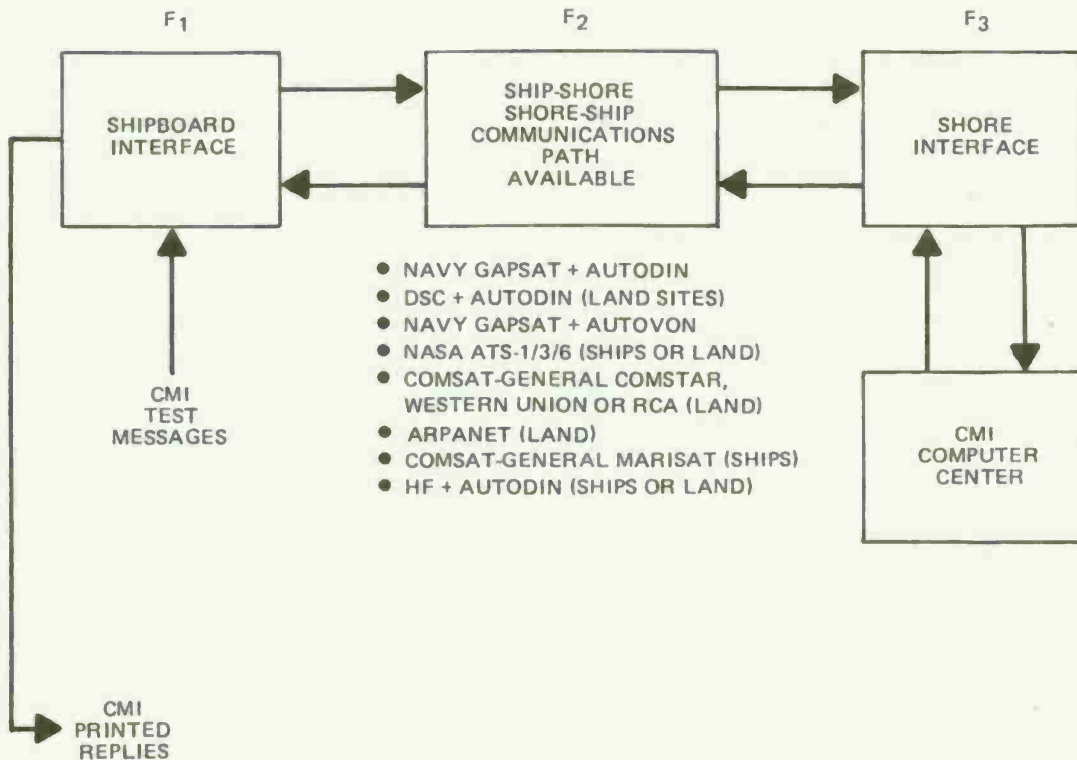 F1
F2
F3
SHIPBOARD
INTERFACE
SHIP-SHORE
SHORE-SHIP
COMMUNICATIONS
PATH
AVAILABLE
SHORE
INTERFACE
CMI
TEST
MESSAGES
● NAVY GAPSAT + AUTODIN
● DSC + AUTODIN (LAND SITES)
● NAVY GAPSAT + AUTOVON
● NASA ATS-1/3/6 (SHIPS OR LAND)
● COMSAT-GENERAL COMSTAR,
WESTERN UNION OR RCA (LAND)
● ARPANET (LAND)
● COMSAT-GENERAL MARISAT (SHIPS)
● HF + AUTODIN (SHIPS OR LAND)
CMI
COMPUTER
CENTER
CMI
PRINTED
REPLIES